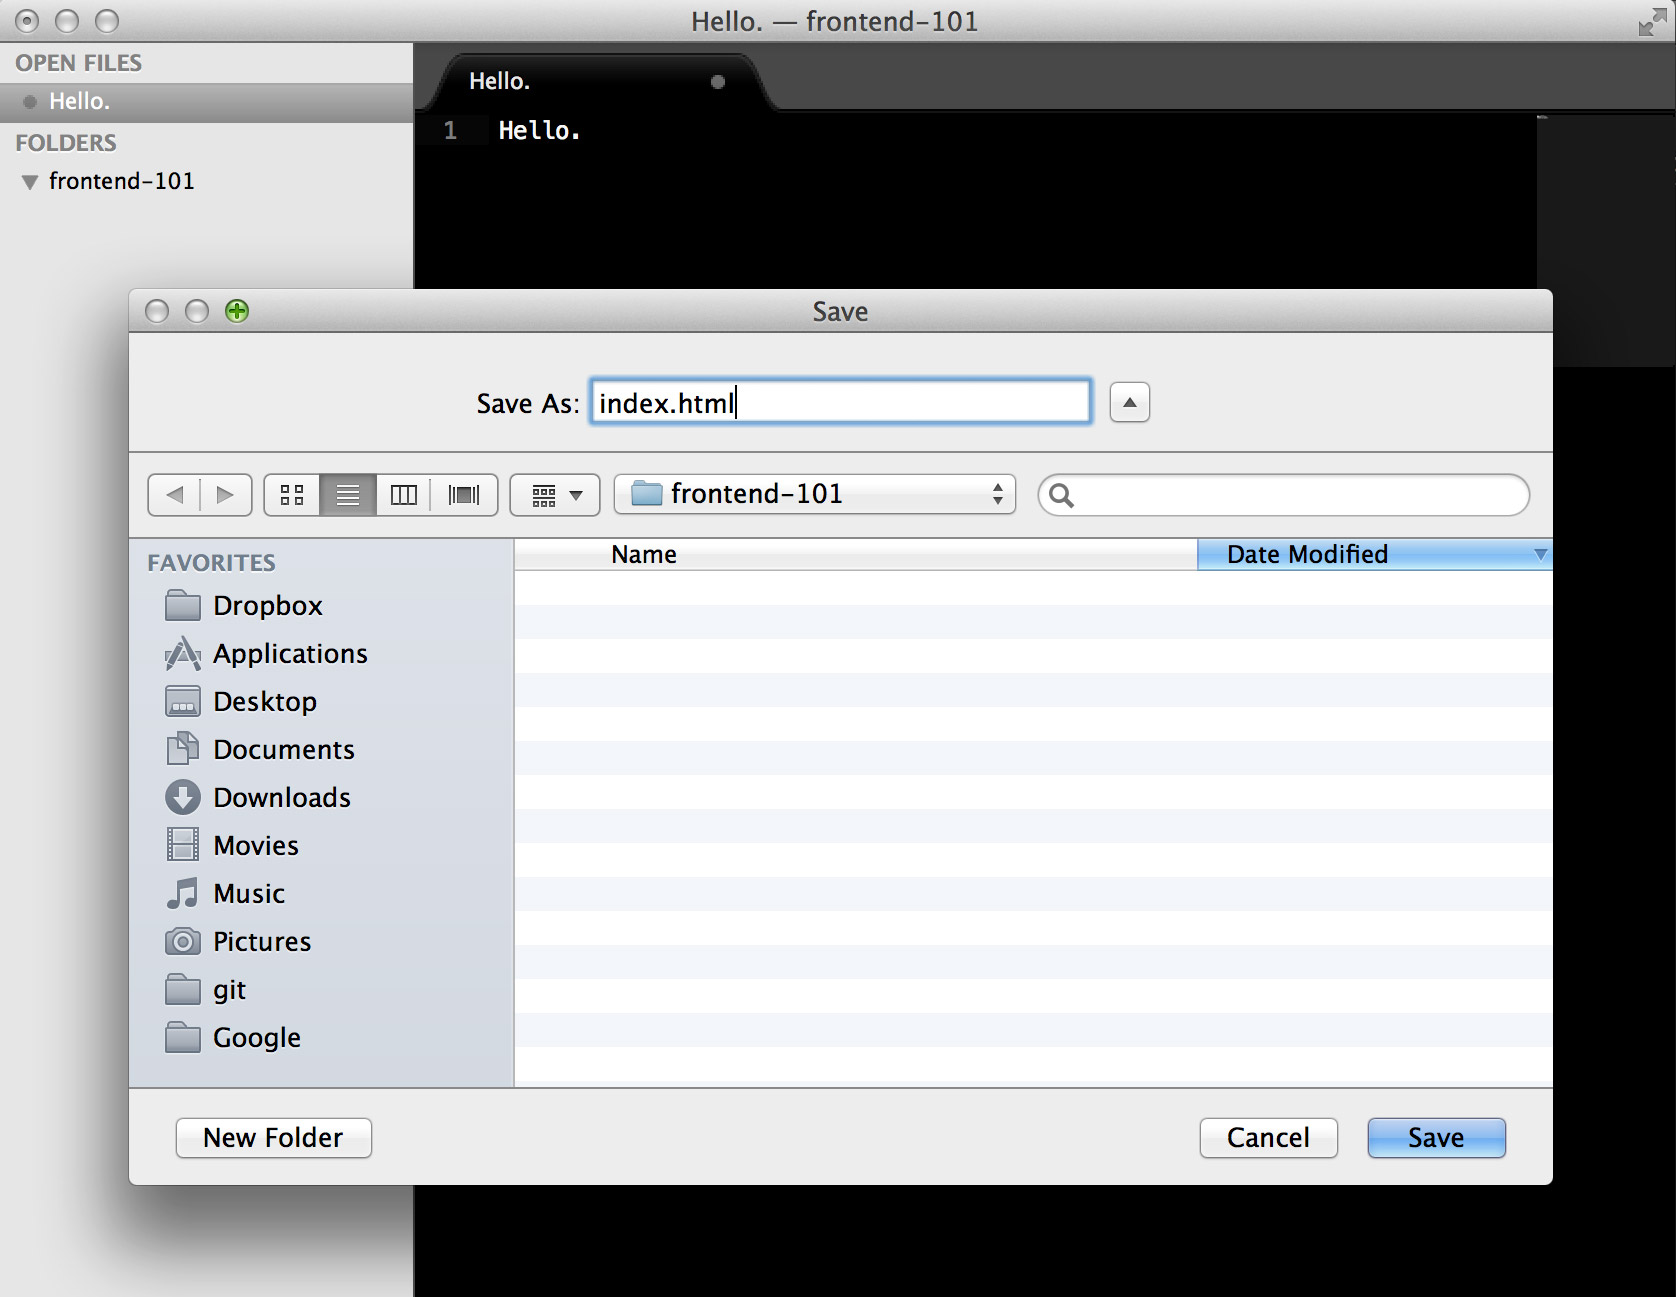 Hello. — frontend-101
OPEN FILES
Hello.
FOLDERS
frontend-101
Hello.
1 Hello.
Save
Save As: index.html
frontend-101
FAVORITES
Dropbox
Applications
Desktop
Documents
Downloads
Movies
Music
Pictures
git
Google
Name Date Modified
New Folder Cancel Save